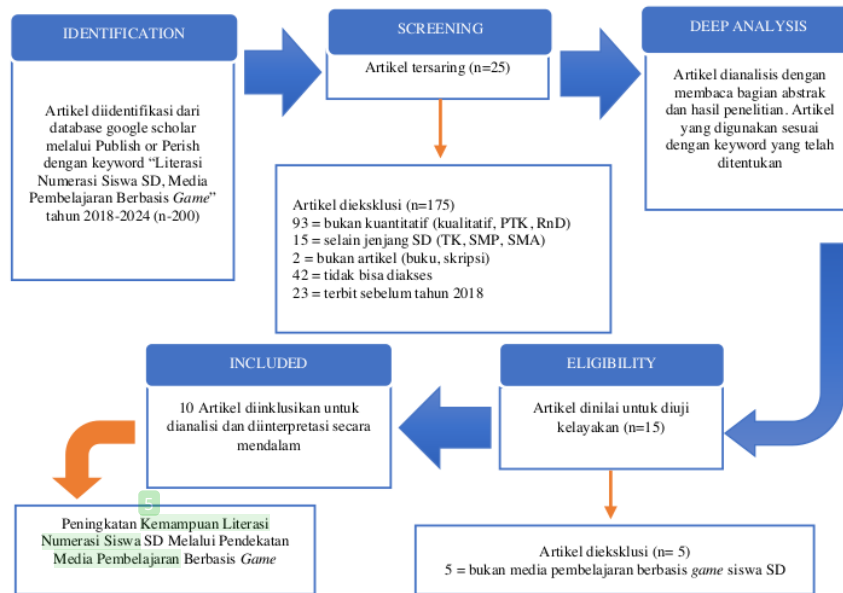 IDENTIFICATION
Artikel diidentifikasi dari
database google scholar
melalui Publish or Perish
dengan keyword “Literasi
Numerasi Siswa SD, Media
Pembelajaran Berbasis Game”
tahun 2018-2024 (n-200)
SCREENING
Artikel tersaring (n=25)
Artikel dieksklusi (n=175)
93 = bukan kuantitatif (kualitatif, PTK, RnD)
15 = selain jenjang SD (TK, SMP, SMA)
2 = bukan artikel (buku, skripsi)
42 = tidak bisa diakses
23 = terbit sebelum tahun 2018
DEEP ANALYSIS
Artikel dianalisis dengan
membaca bagian abstrak
dan hasil penelitian. Artikel
yang digunakan sesuai
dengan keyword yang telah
ditentukan
ELIGIBILITY
Artikel dinilai untuk diuji
kelayakan (n=15)
Artikel dieksklusi (n= 5)
5 = bukan media pembelajaran berbasis game siswa SD
INCLUDED
10 Artikel diinklusikan untuk
dianalisi dan diinterpretasi secara
mendalam
5
Peningkatan Kemampuan Literasi
Numerasi Siswa SD Melalui Pendekatan
Media Pembelajaran Berbasis Game